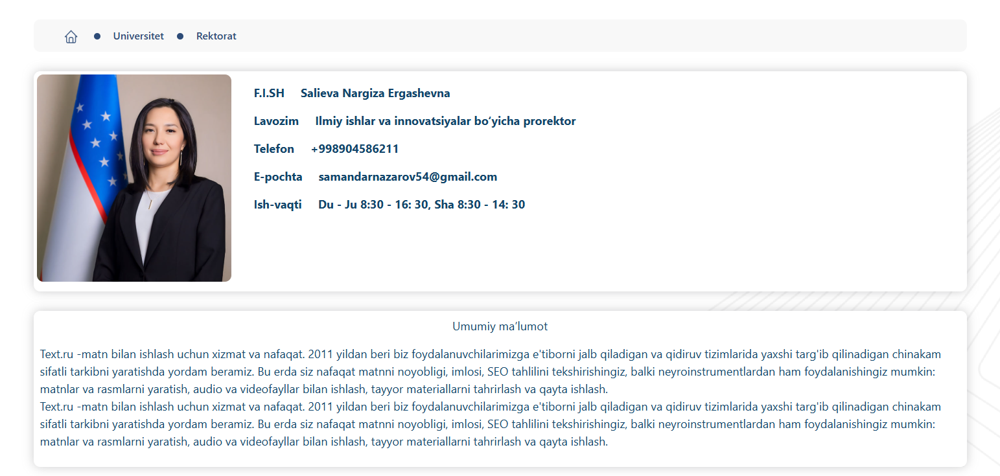 Universitet Rektorat
F.I.SH Salieva Nargiza Ergashevna
Lavozim Ilmiy ishlar va innovatsiyalar bo‘yicha prorektor
Telefon +998904586211
E-pochta samandarnazarov54@gmail.com
Ish-vaqti Du - Ju 8:30 - 16: 30, Sha 8:30 - 14: 30
Umumiy ma’lumot
Text.ru -matn bilan ishlash uchun xizmat va nafaqat. 2011 yildan beri biz foydalanuvchilarimizga e'tiborni jalb qiladigan va qidiruv tizimlarida yaxshi targ'ib qilinadigan chinakam
sifatli tarkibni yaratishda yordam beramiz. Bu erda siz nafaqat matnni noyobligi, imlosi, SEO tahlilini tekshirishingiz, balki neyroinstrumentlardan ham foydalanishingiz mumkin:
matnlar va rasmlarni yaratish, audio va videofayllar bilan ishlash, tayyor materiallarni tahrirlash va qayta ishlash.
Text.ru -matn bilan ishlash uchun xizmat va nafaqat. 2011 yildan beri biz foydalanuvchilarimizga e'tiborni jalb qiladigan va qidiruv tizimlarida yaxshi targ'ib qilinadigan chinakam
sifatli tarkibni yaratishda yordam beramiz. Bu erda siz nafaqat matnni noyobligi, imlosi, SEO tahlilini tekshirishingiz, balki neyroinstrumentlardan ham foydalanishingiz mumkin:
matnlar va rasmlarni yaratish, audio va videofayllar bilan ishlash, tayyor materiallarni tahrirlash va qayta ishlash.